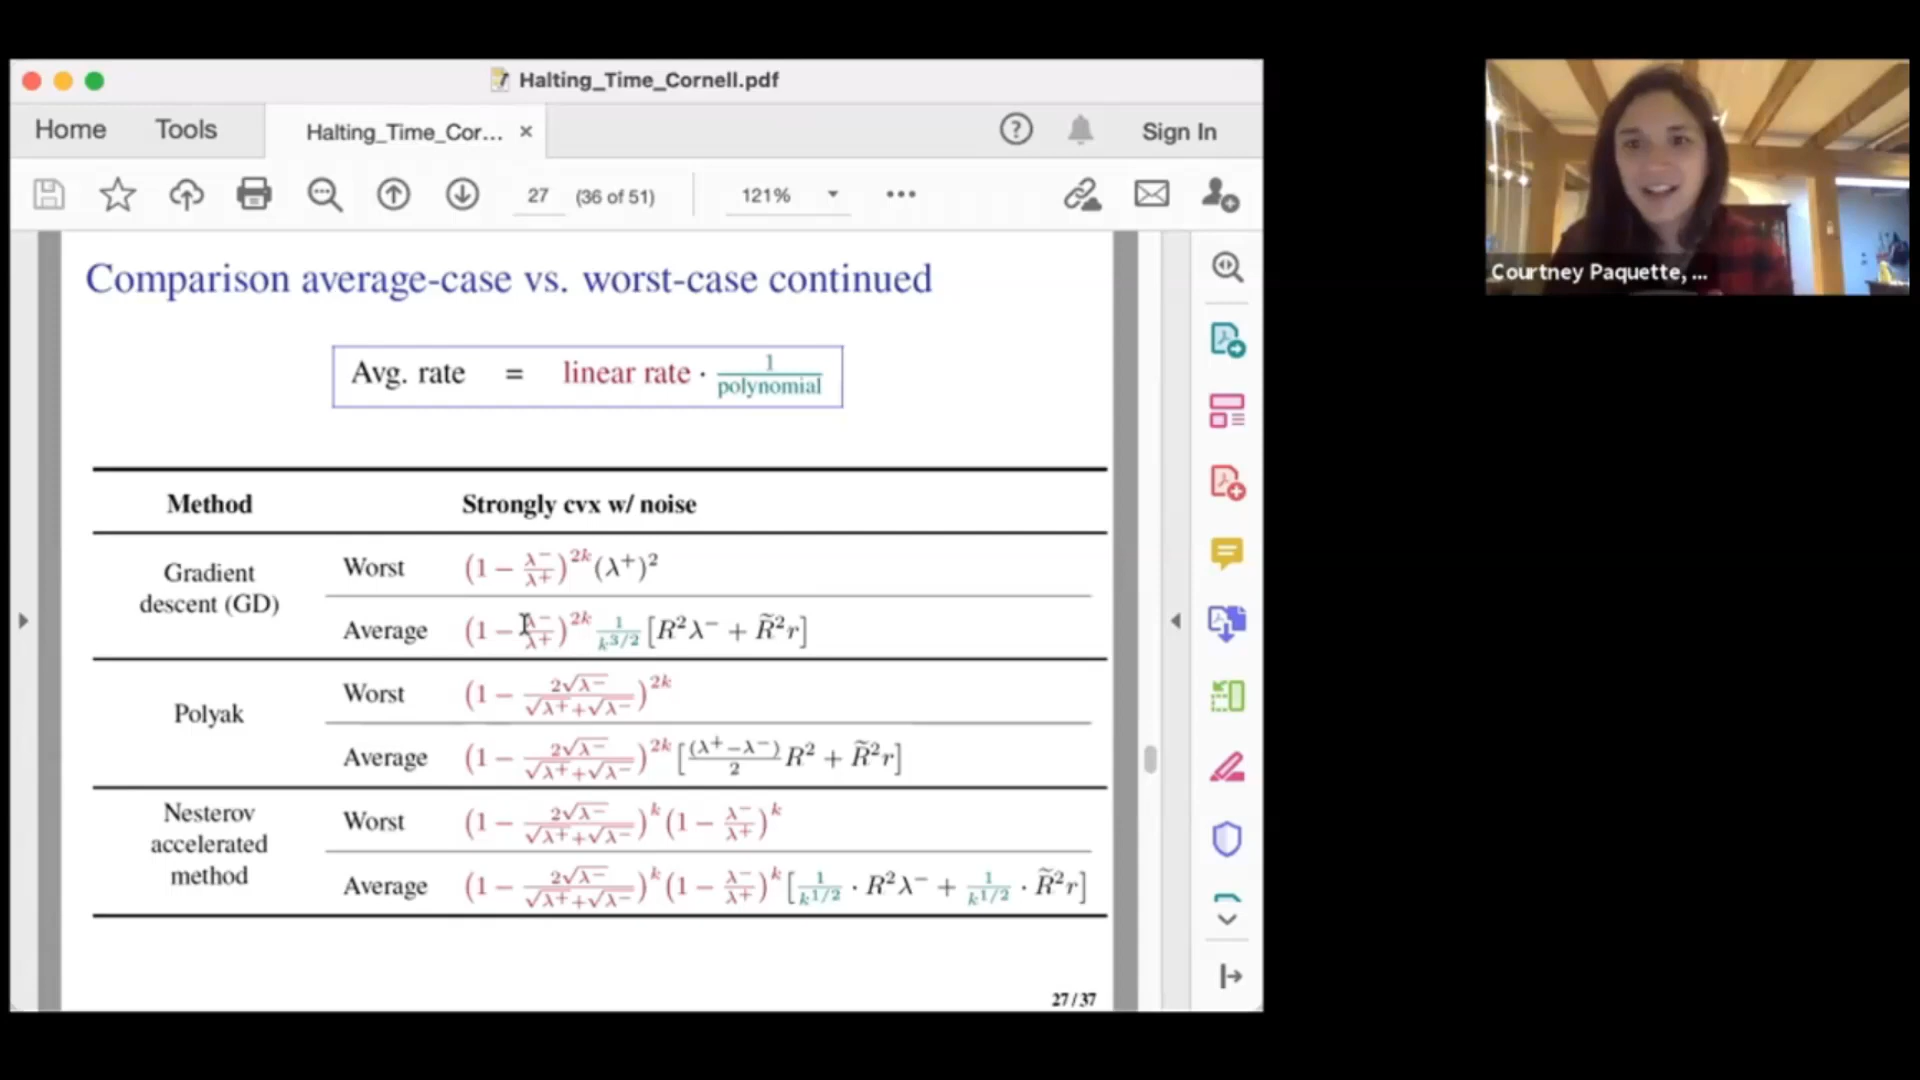 Halting_Time_Cornell.pdf
Home Tools Halting_Time_Cor... × Sign In
27 (36 of 51) 121%
Comparison average-case vs. worst-case continued
Avg. rate = linear rate · 1/polynomial
Method Strongly cvx w/ noise
Gradient descent (GD)
Worst (1 − λ⁻/λ⁺)^{2k} (λ⁺)²
Average (1 − λ⁻/λ⁺)^{2k} 1/k^{3/2} [R²λ⁻ + R̃²r]
Polyak
Worst (1 − 2√λ⁻/(√λ⁺+√λ⁻))^{2k}
Average (1 − 2√λ⁻/(√λ⁺+√λ⁻))^{2k} [(λ⁺−λ⁻)/2 R² + R̃²r]
Nesterov accelerated method
Worst (1 − 2√λ⁻/(√λ⁺+√λ⁻))^k (1 − λ⁻/λ⁺)^k
Average (1 − 2√λ⁻/(√λ⁺+√λ⁻))^k (1 − λ⁻/λ⁺)^k [1/k^{1/2} · R²λ⁻ + 1/k^{1/2} · R̃²r]
27 / 37
Courtney Paquette, ...